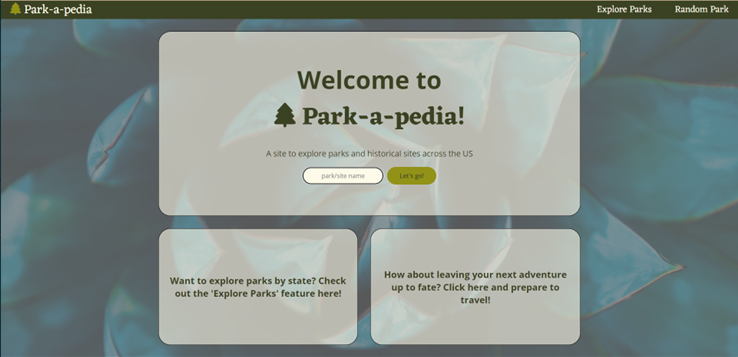 Park-a-pedia
Explore Parks
Random Park
Welcome to
Park-a-pedia!
A site to explore parks and historical sites across the US
park/site name
Let's go!
Want to explore parks by state? Check
out the 'Explore Parks' feature here!
How about leaving your next adventure
up to fate? Click here and prepare to
travel!